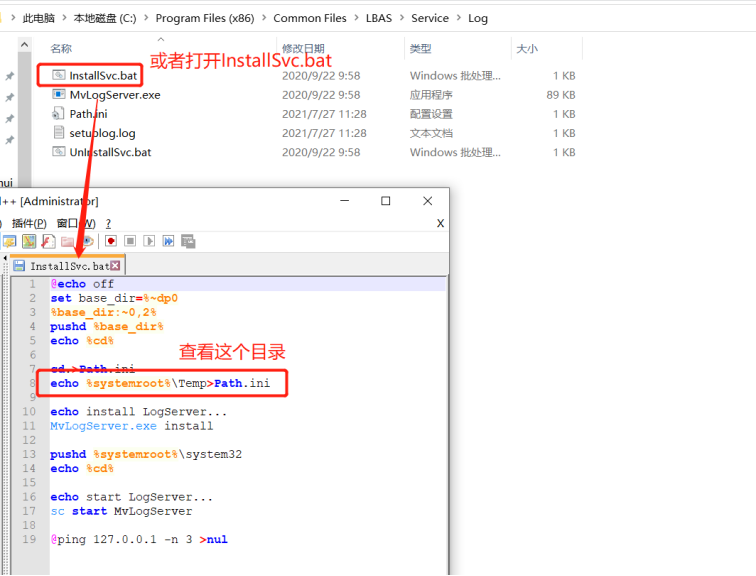 此电脑 > 本地磁盘 (C:) > Program Files (x86) > Common Files > LBAS > Service > Log
名称 修改日期 类型 大小
或者打开InstallSvc.bat
InstallSvc.bat 2020/9/22 9:58 Windows 批处理... 1 KB
MvLogServer.exe 2020/9/22 9:58 应用程序 89 KB
Path.ini 2021/7/27 11:28 配置设置 1 KB
setuplog.log 2021/7/27 11:28 文本文档 1 KB
UnInstallSvc.bat 2020/9/22 9:58 Windows 批处理... 1 KB
hui
++ [Administrator]
) 插件(P) 窗口(W) ? X
InstallSvc.bat
1 @echo off
2 set base_dir=%~dp0
3 %base_dir:~0,2%
4 pushd %base_dir%
5 echo %cd%
6
查看这个目录
7 cd.>Path.ini
8 echo %systemroot%\Temp>Path.ini
9
10 echo install LogServer...
11 MvLogServer.exe install
12
13 pushd %systemroot%\system32
14 echo %cd%
15
16 echo start LogServer...
17 sc start MvLogServer
18
19 @ping 127.0.0.1 -n 3 >nul